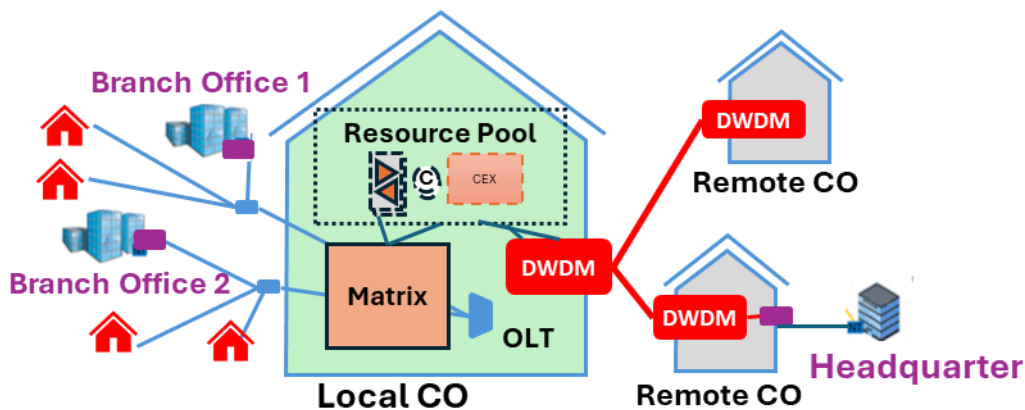 Branch Office 1
Resource Pool
C
CEX
DWDM
Remote CO
Branch Office 2
Matrix
DWDM
OLT
DWDM
NT
Headquarter
Local CO
Remote CO